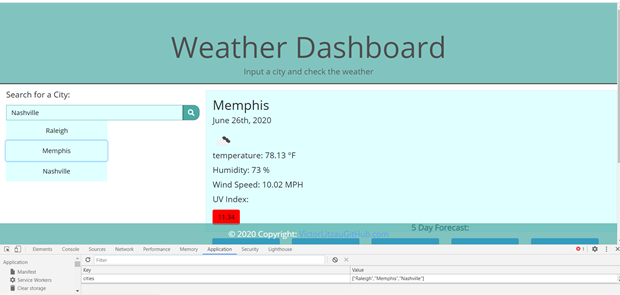 Weather Dashboard
Input a city and check the weather
Search for a City:
Nashville
Raleigh
Memphis
Nashville
Memphis
June 26th, 2020
temperature: 78.13 °F
Humidity: 73 %
Wind Speed: 10.02 MPH
UV Index:
11.34
5 Day Forecast:
© 2020 Copyright: VictorLitzauGitHub.com
Elements Console Sources Network Performance Memory Application Security Lighthouse
1
Application
Filter
Manifest
Service Workers
Clear storage
Key Value
cities ["Raleigh","Memphis","Nashville"]